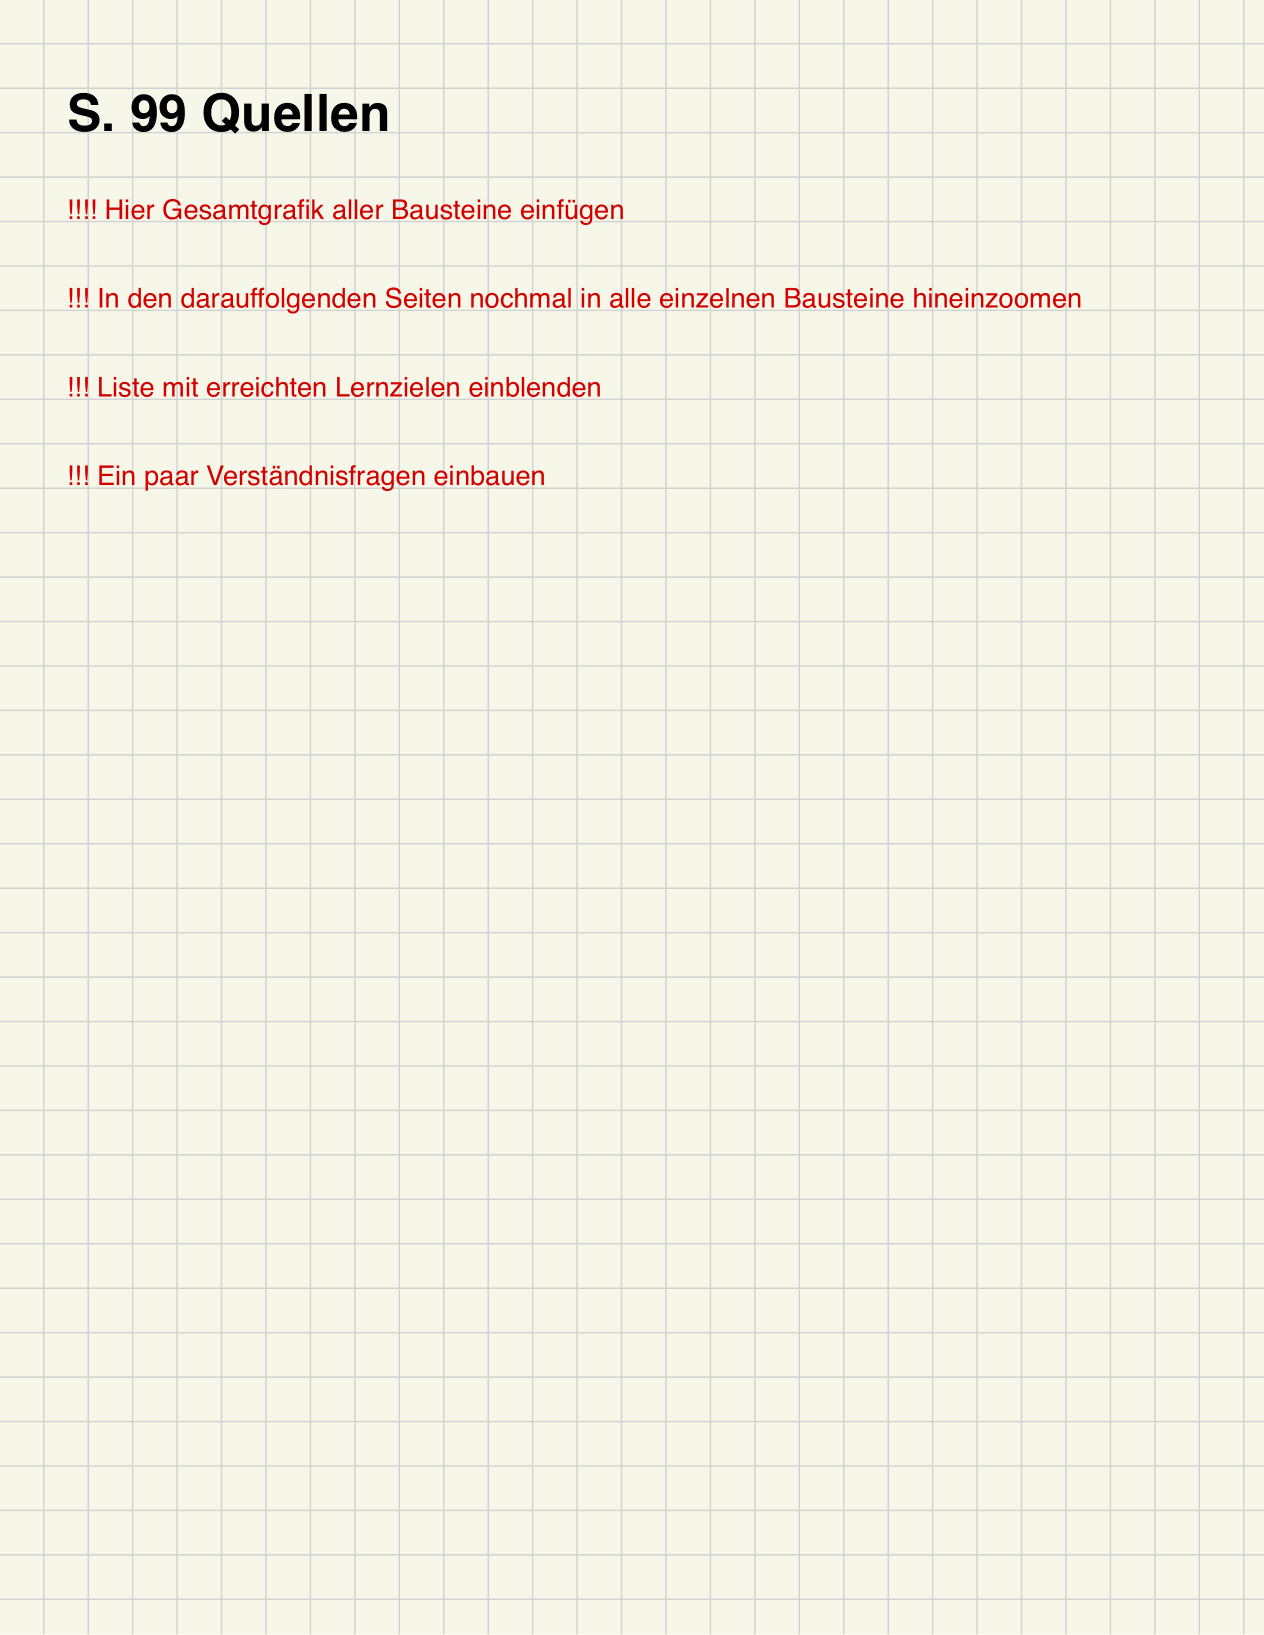 S. 99 Quellen
!!!! Hier Gesamtgrafik aller Bausteine einfügen
!!! In den darauffolgenden Seiten nochmal in alle einzelnen Bausteine hineinzoomen
!!! Liste mit erreichten Lernzielen einblenden
!!! Ein paar Verständnisfragen einbauen